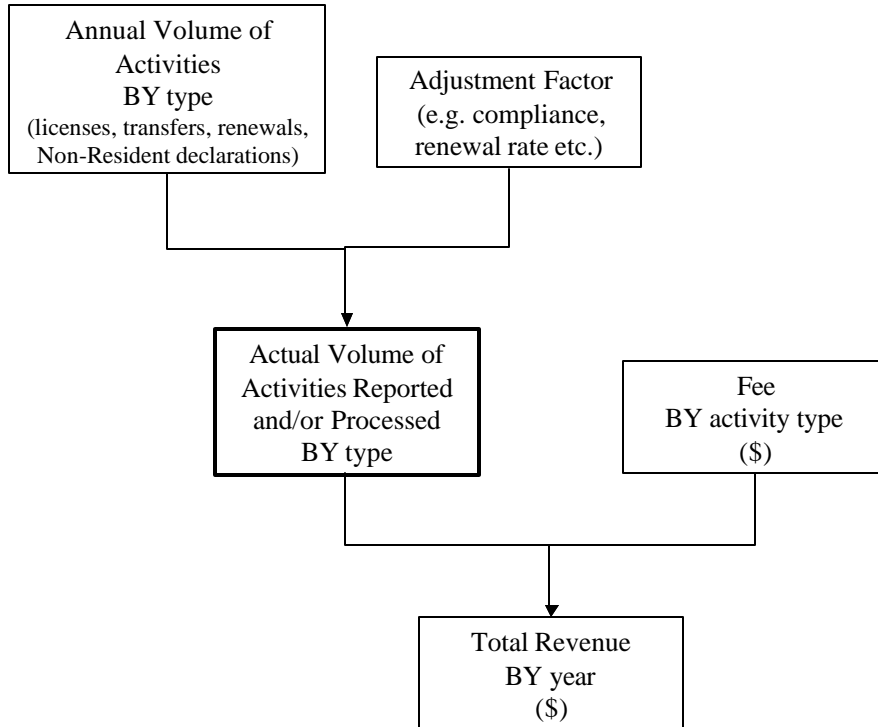 Annual Volume of
Activities
BY type
(licenses, transfers, renewals,
Non-Resident declarations)
Adjustment Factor
(e.g. compliance,
renewal rate etc.)
Actual Volume of
Activities Reported
and/or Processed
BY type
Fee
BY activity type
($)
Total Revenue
BY year
($)